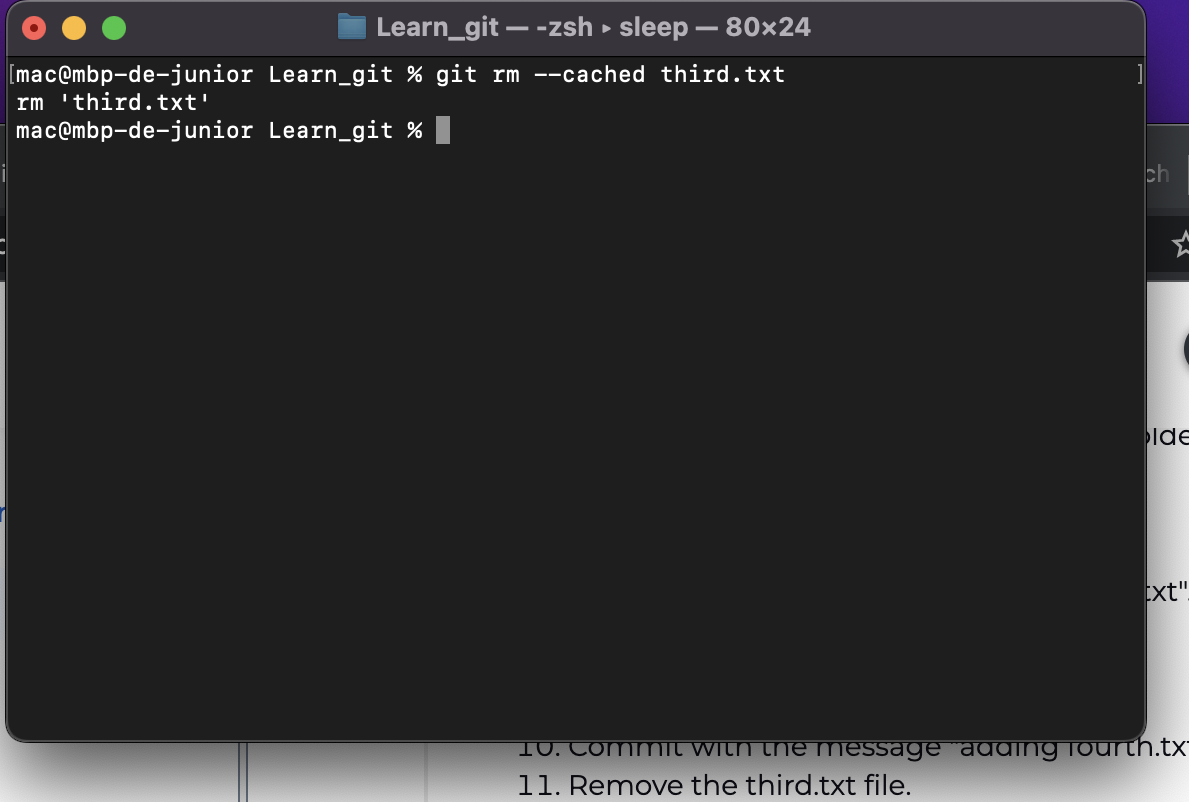 Learn_git — -zsh ▸ sleep — 80×24
[mac@mbp-de-junior Learn_git % git rm --cached third.txt ]
rm 'third.txt'
mac@mbp-de-junior Learn_git %
ch
olde
txt".
10. Commit with the message "adding fourth.tx
11. Remove the third.txt file.